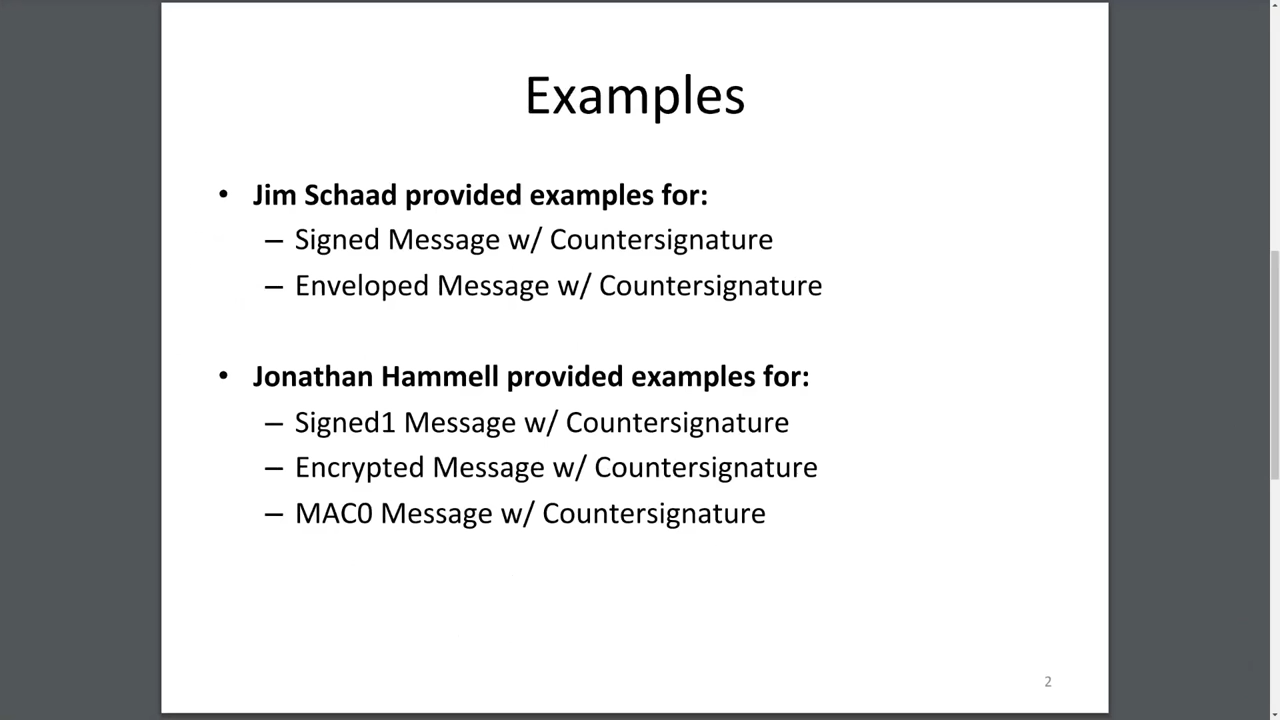 Examples
• Jim Schaad provided examples for:
– Signed Message w/ Countersignature
– Enveloped Message w/ Countersignature
• Jonathan Hammell provided examples for:
– Signed1 Message w/ Countersignature
– Encrypted Message w/ Countersignature
– MAC0 Message w/ Countersignature
2